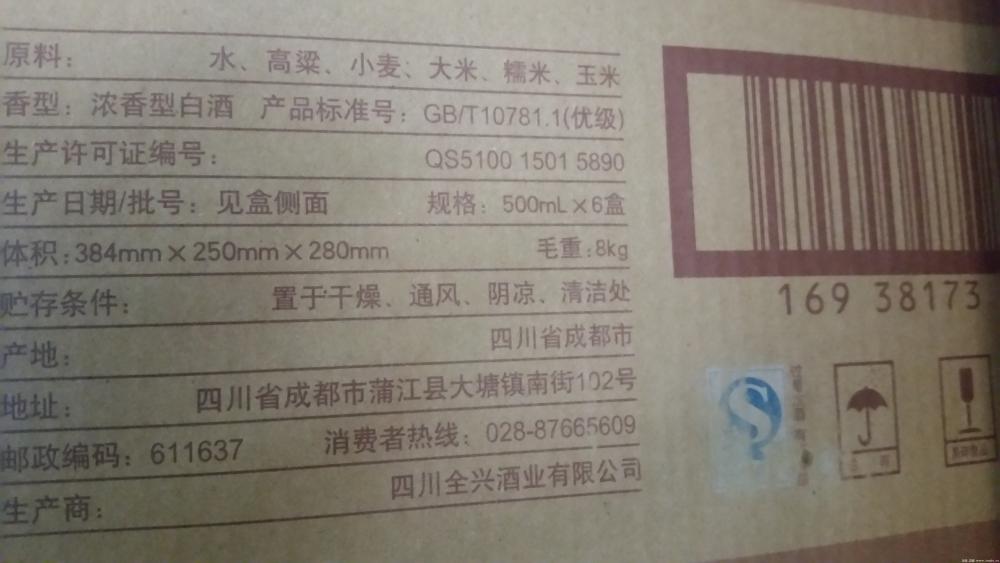 原料： 水、高粱、小麦、大米、糯米、玉米
香型：浓香型白酒 产品标准号：GB/T10781.1(优级)
生产许可证编号： QS5100 1501 5890
生产日期/批号：见盒侧面 规格：500mL×6盒
体积：384mm×250mm×280mm 毛重：8kg
贮存条件： 置于干燥、通风、阴凉、清洁处
产地： 四川省成都市
地址： 四川省成都市蒲江县大塘镇南街102号
邮政编码：611637 消费者热线：028-87665609
生产商： 四川全兴酒业有限公司
169 38173